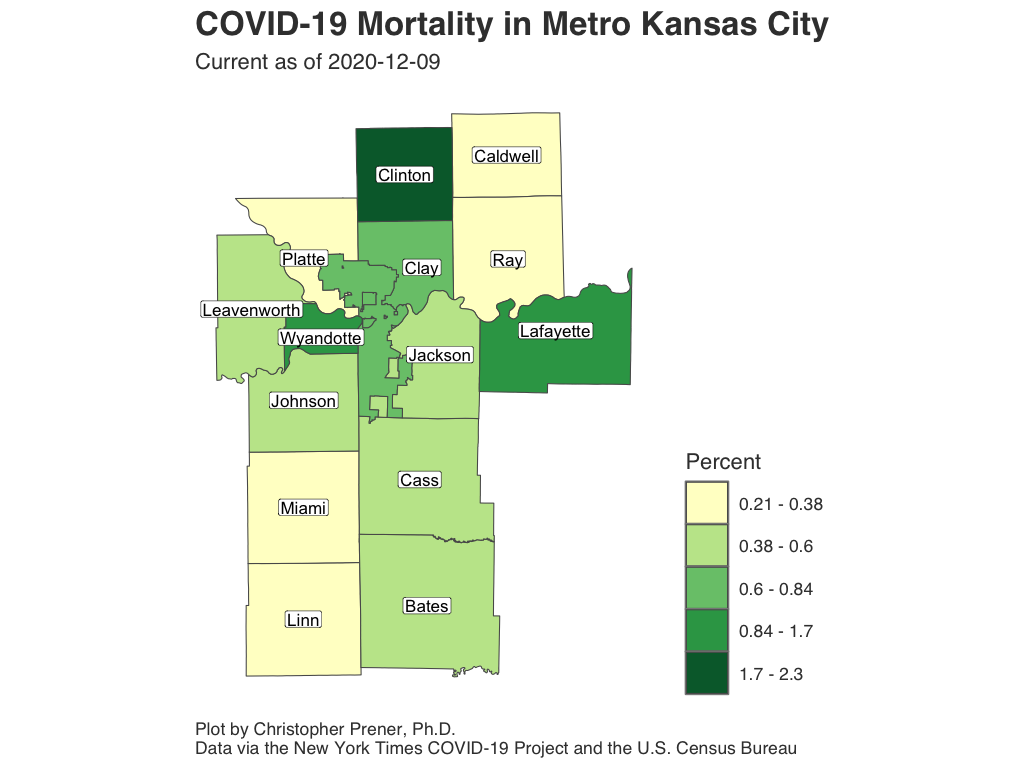 COVID-19 Mortality in Metro Kansas City
Current as of 2020-12-09
Caldwell
Clinton
Platte
Clay
Ray
Leavenworth
Wyandotte
Lafayette
Jackson
Johnson
Cass
Miami
Bates
Linn
Percent
0.21 - 0.38
0.38 - 0.6
0.6 - 0.84
0.84 - 1.7
1.7 - 2.3
Plot by Christopher Prener, Ph.D.
Data via the New York Times COVID-19 Project and the U.S. Census Bureau